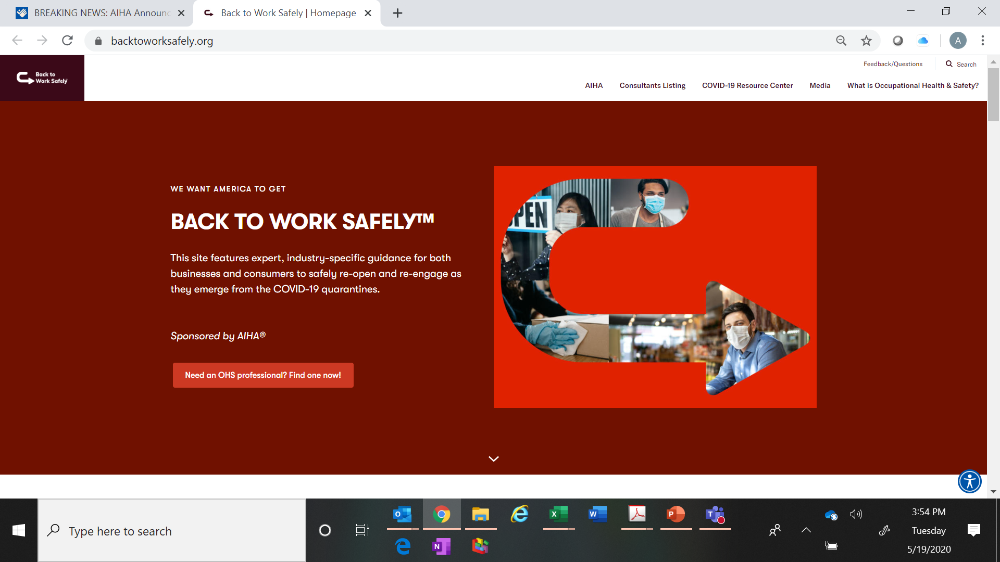 BREAKING NEWS: AIHA Announc
Back to Work Safely | Homepage
backtoworksafely.org
A
Back to
Work Safely
Feedback/Questions
Search
AIHA
Consultants Listing
COVID-19 Resource Center
Media
What is Occupational Health & Safety?
WE WANT AMERICA TO GET
BACK TO WORK SAFELY™
This site features expert, industry-specific guidance for both
businesses and consumers to safely re-open and re-engage as
they emerge from the COVID-19 quarantines.
Sponsored by AIHA®
Need an OHS professional? Find one now!
PEN
Type here to search
O
X
W
P
T
N
3:54 PM
Tuesday
5/19/2020